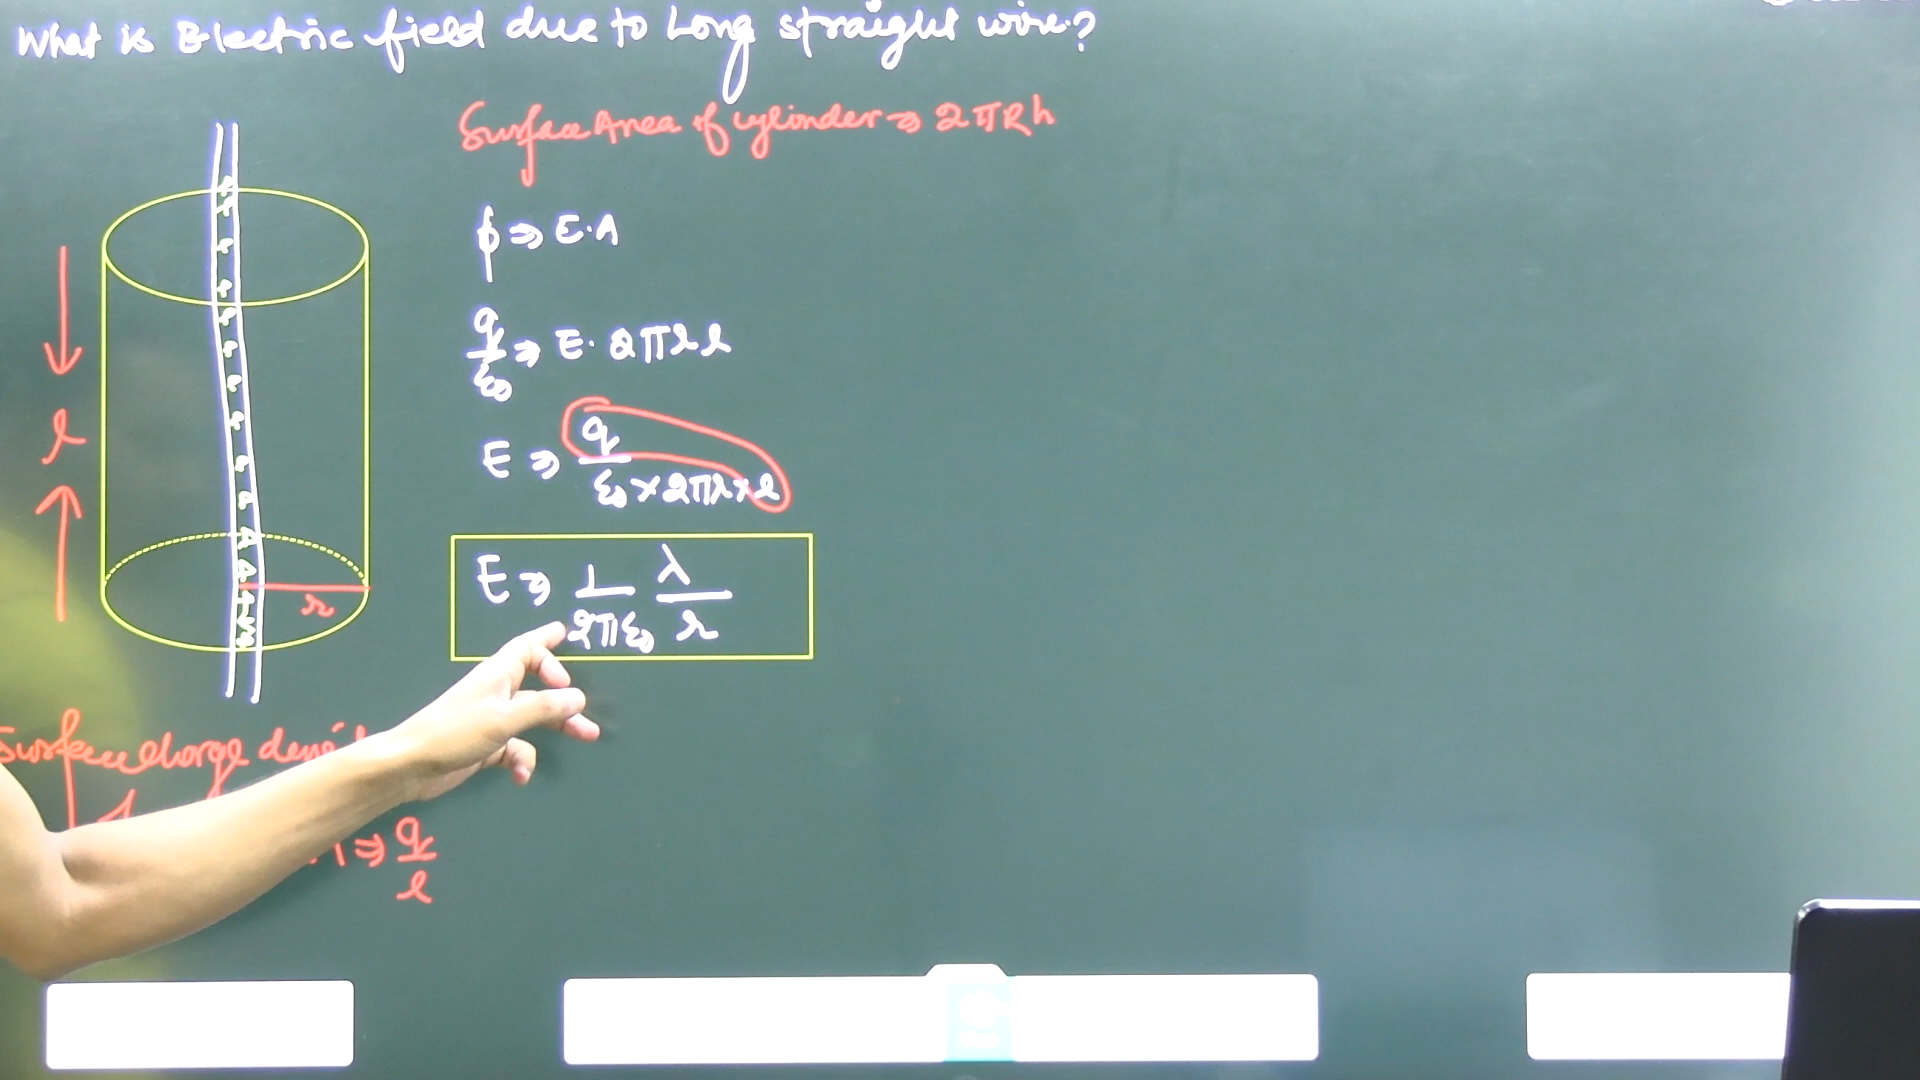 What is Electric field due to Long straight wire?
Surface Area of cylinder ⇒ 2πRh
ϕ ⇒ E·A
q/ε₀ ⇒ E·2πrl
E ⇒ q/ε₀×2πr×l
E ⇒ 1/2πε₀ λ/r
l
r
Surface charge
⇒ q/l